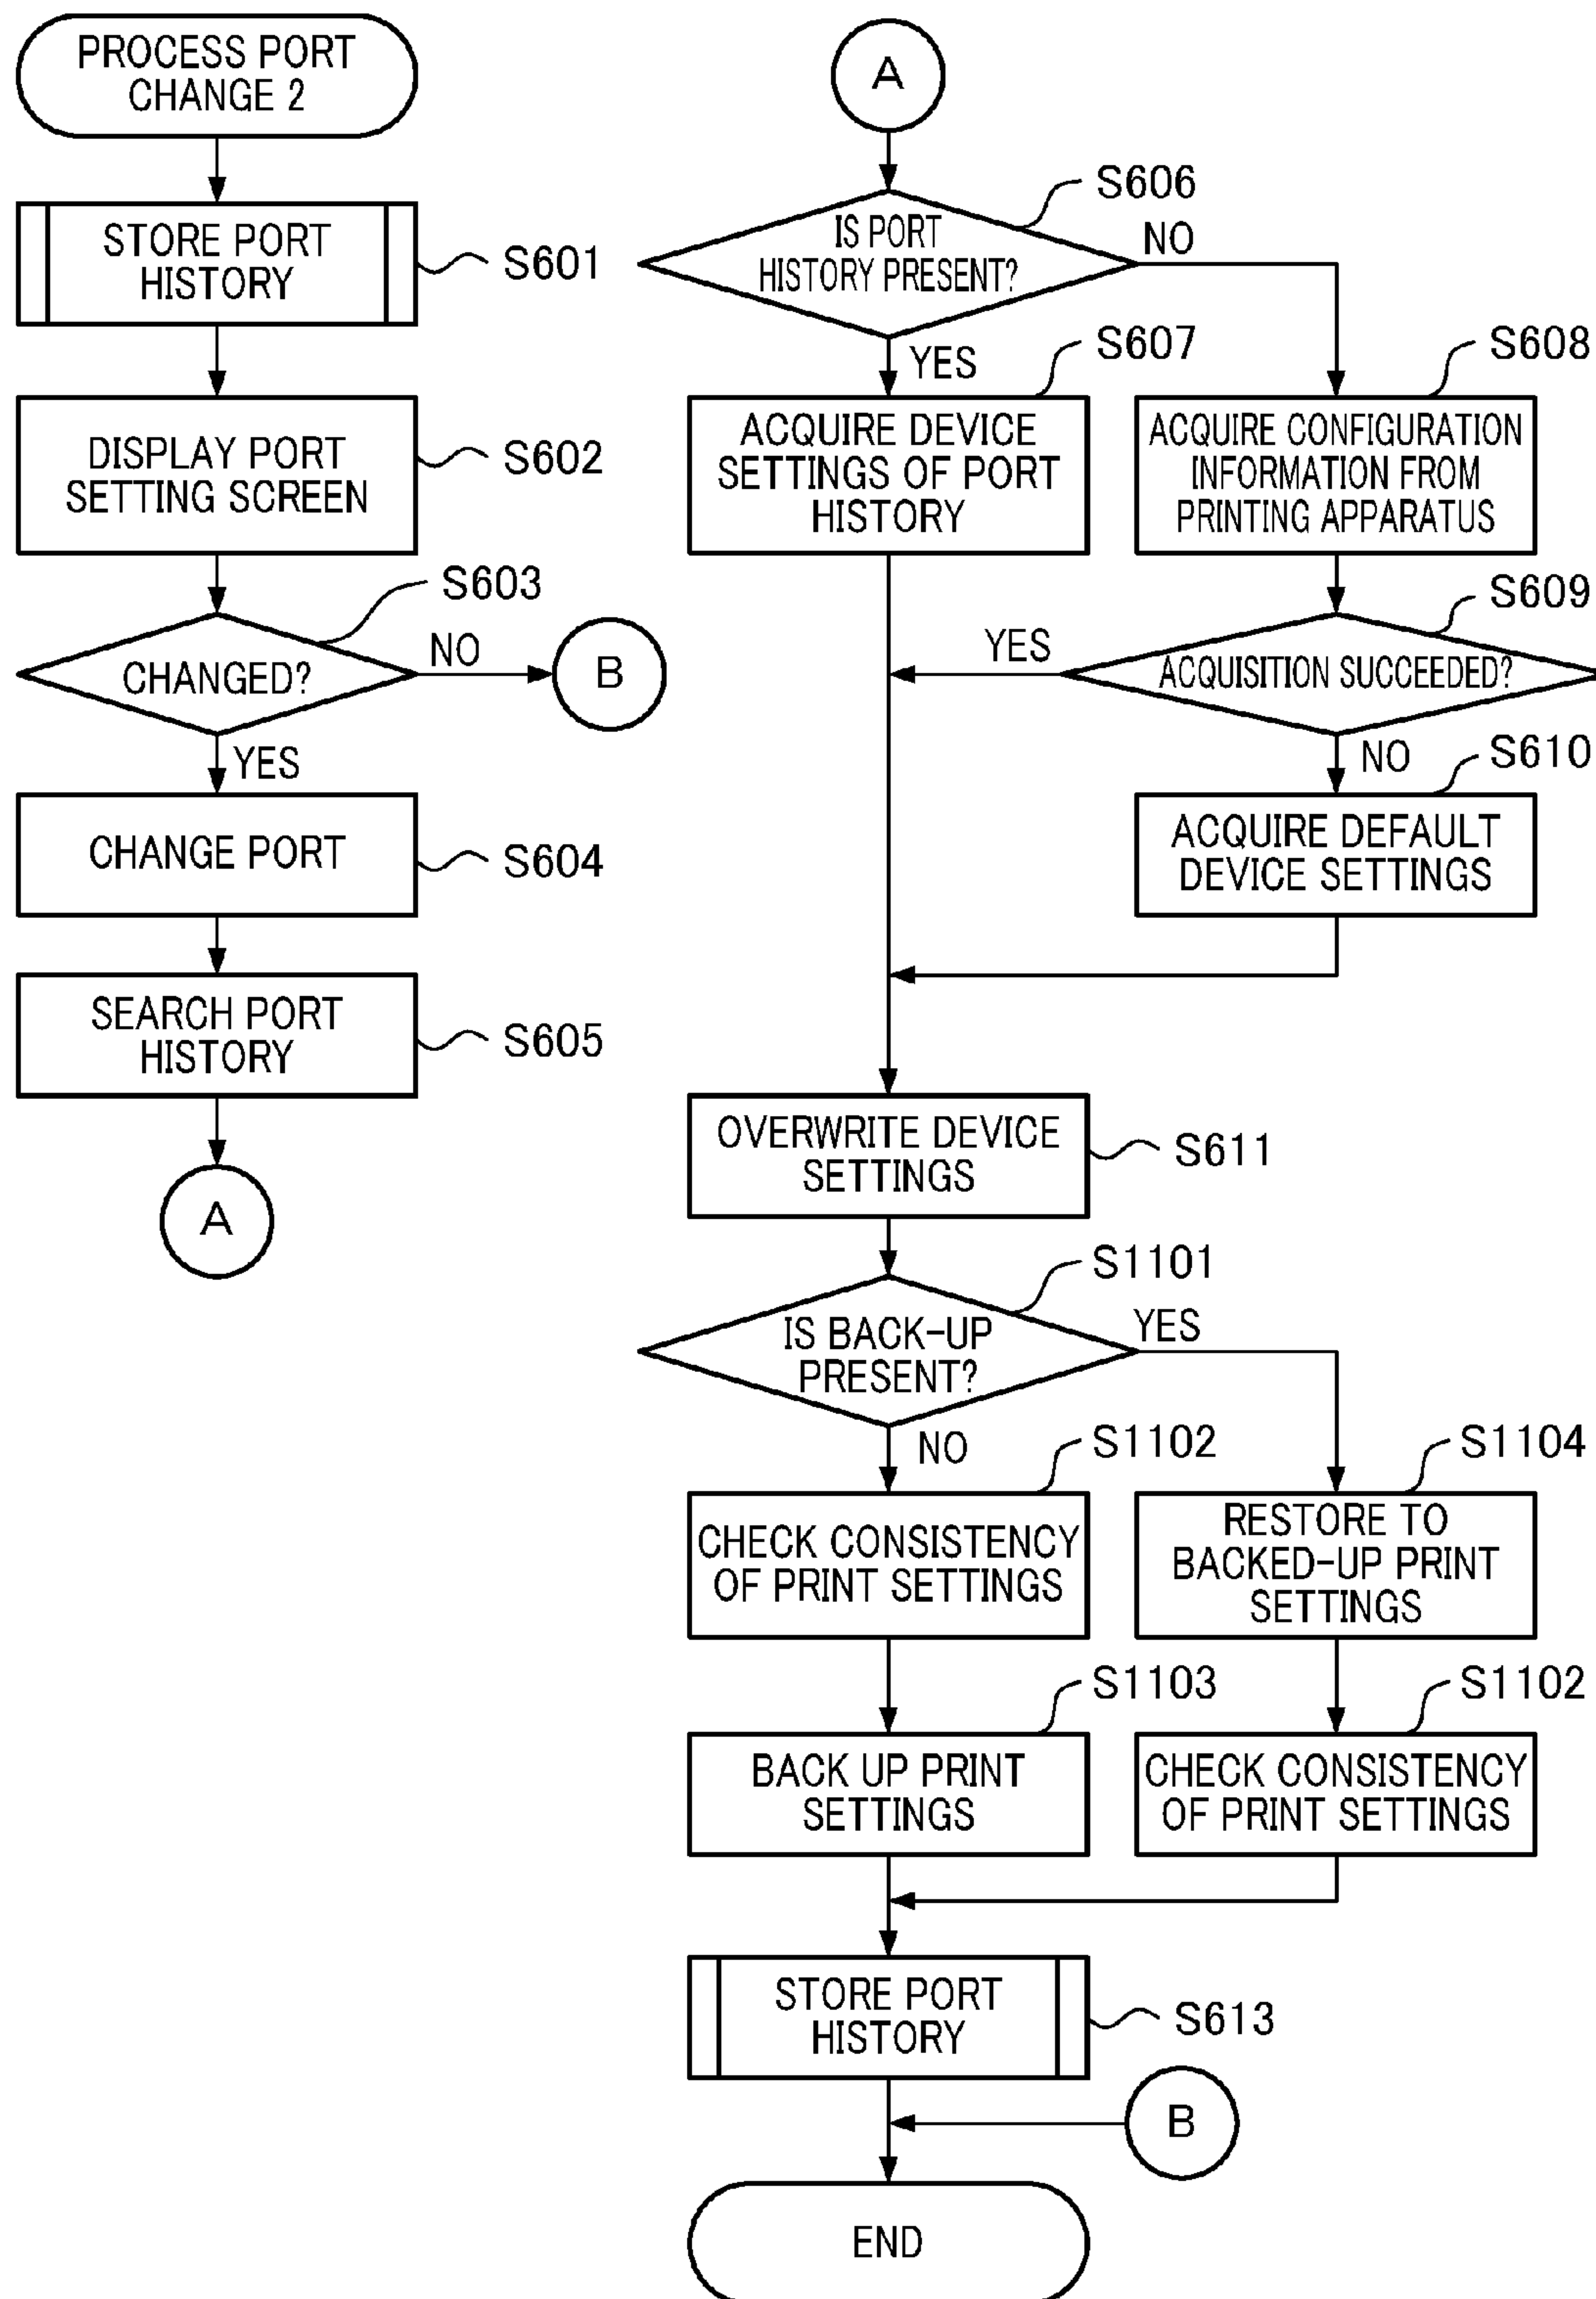 PROCESS PORT
CHANGE 2
STORE PORT
HISTORY
S601
DISPLAY PORT
SETTING SCREEN
S602
S603
CHANGED?
NO
B
YES
CHANGE PORT
S604
SEARCH PORT
HISTORY
S605
A
A
S606
IS PORT
HISTORY PRESENT?
NO
YES
S607
ACQUIRE DEVICE
SETTINGS OF PORT
HISTORY
S608
ACQUIRE CONFIGURATION
INFORMATION FROM
PRINTING APPARATUS
S609
YES
ACQUISITION SUCCEEDED?
NO
S610
ACQUIRE DEFAULT
DEVICE SETTINGS
OVERWRITE DEVICE
SETTINGS
S611
S1101
IS BACK-UP
PRESENT?
YES
NO
S1102
CHECK CONSISTENCY
OF PRINT SETTINGS
S1104
RESTORE TO
BACKED-UP PRINT
SETTINGS
S1103
BACK UP PRINT
SETTINGS
S1102
CHECK CONSISTENCY
OF PRINT SETTINGS
STORE PORT
HISTORY
S613
B
END